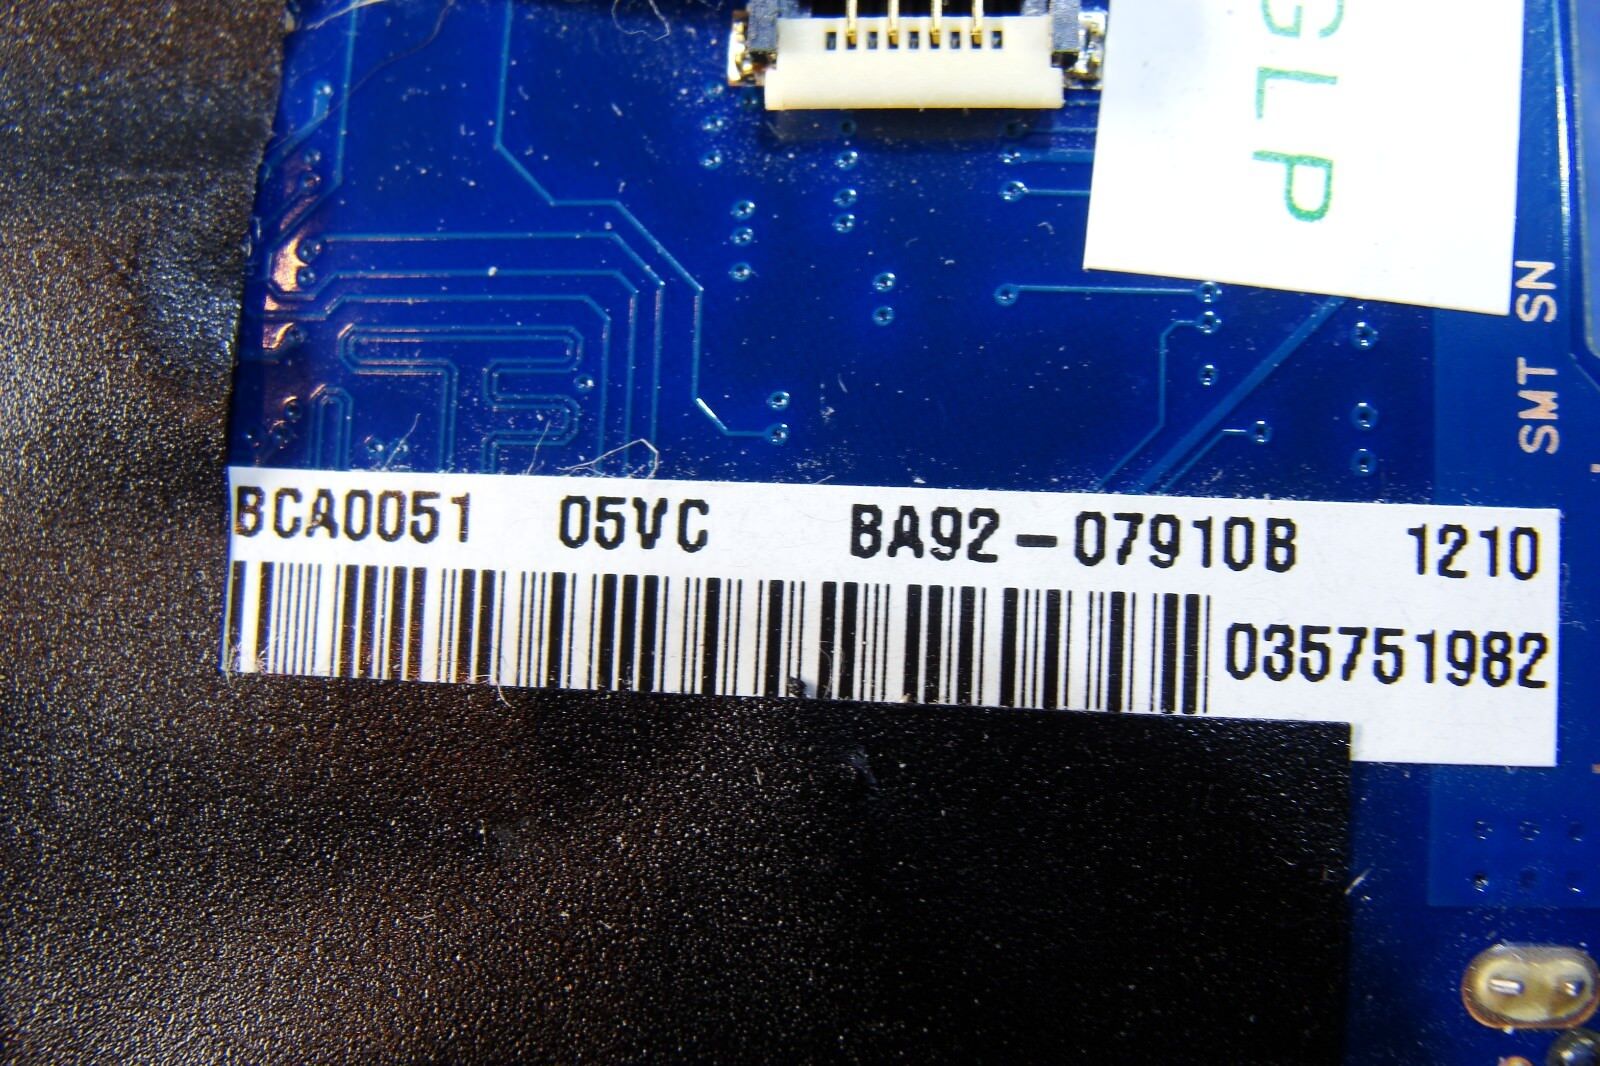 GLP
SMT SN
BCA0051 05VC BA92-07910B 1210
035751982